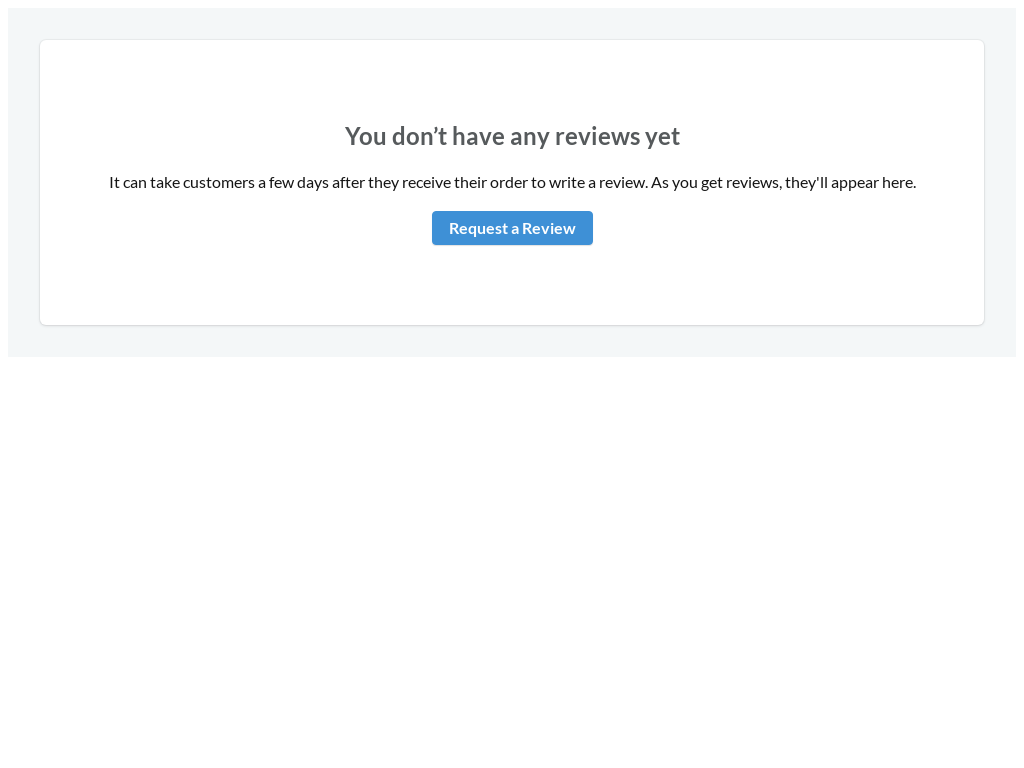 You don’t have any reviews yet
It can take customers a few days after they receive their order to write a review. As you get reviews, they'll appear here.
Request a Review